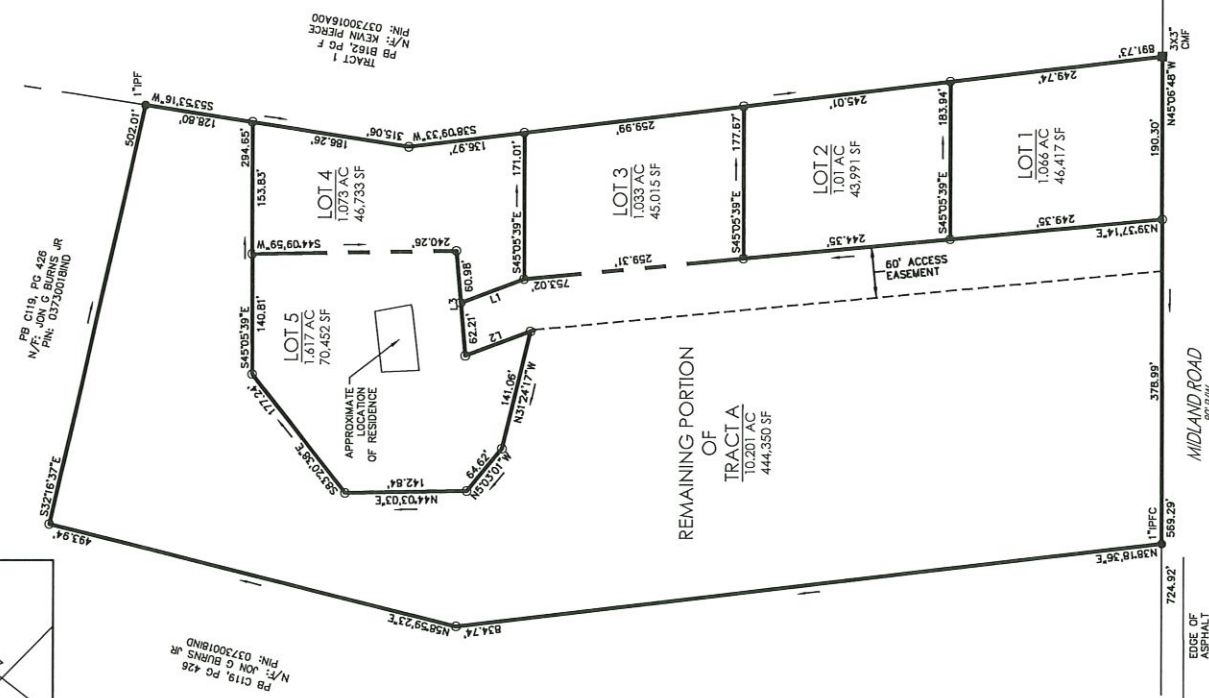 TRACT 1
PB B162, PG F
N/F: KEVIN PIERCE
PIN: 03730016A00
PB C119, PG 426
N/F: JON G BURNS JR
PIN: 03730018IND
1"IPF
502.01'
S32°16'37"E
493.94'
S53°53'16"W
128.80'
294.65'
153.83'
186.26'
315.06'
S38°09'33"W
136.97'
LOT 4
1.073 AC
46,733 SF
S44°09'59"W
240.26'
S45°05'39"E
140.81'
177.24'
S83°20'38"E
LOT 5
1.617 AC
70,452 SF
APPROXIMATE
LOCATION
OF RESIDENCE
60.98'
L3
62.21'
L1
L2
S45°05'39"E
171.01'
753.02'
259.99'
LOT 3
1.033 AC
45,015 SF
259.31'
142.84'
N44°03'03"E
64.62'
N5°03'01"W
141.06'
N31°24'17"W
S45°05'39"E
177.67'
245.01'
LOT 2
1.01 AC
43,991 SF
244.35'
60' ACCESS
EASEMENT
S45°05'39"E
183.94'
249.74'
LOT 1
1.066 AC
46,417 SF
249.35'
N39°37'14"E
REMAINING PORTION
OF
TRACT A
10.201 AC
444,350 SF
PB C119, PG 426
N/F: JON G BURNS JR
PIN: 03730018IND
N58°59'23"E
834.74'
N38°18'36"E
1"IPFC
891.73'
3X3"
CMF
N45°06'48"W
190.30'
378.99'
569.29'
724.92'
MIDLAND ROAD
EDGE OF
ASPHALT